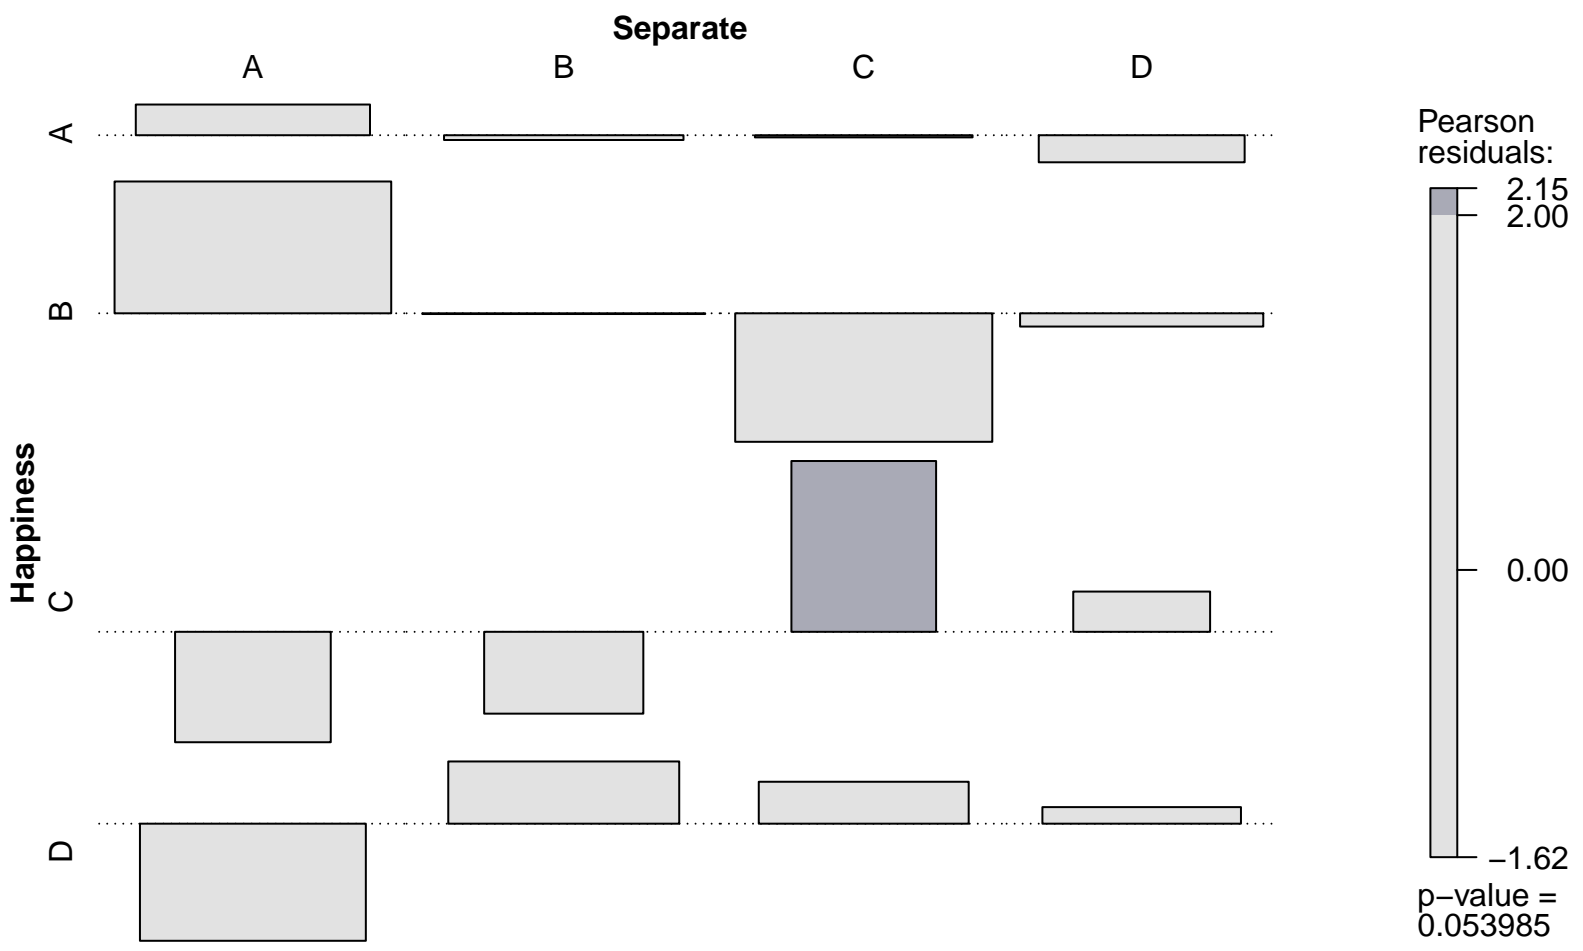 Separate
A B C D
Happiness
A
B
C
D
Pearson
residuals:
2.15
2.00
0.00
−1.62
p−value =
0.053985